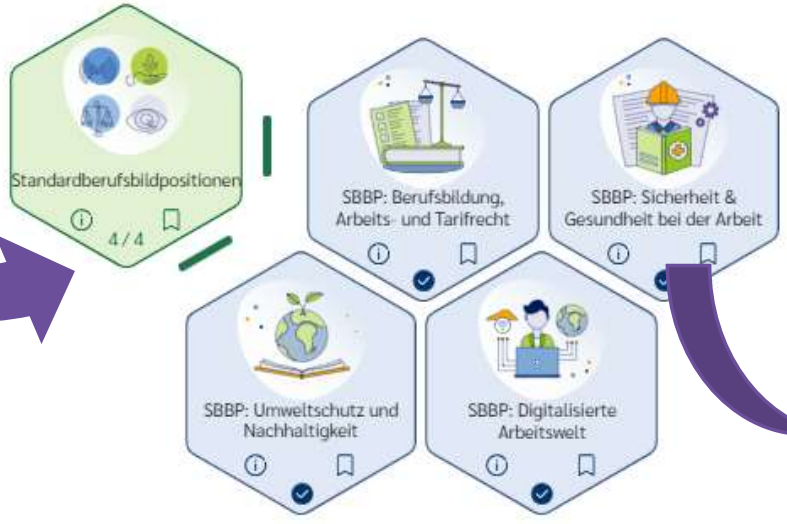 Standardberufsbildpositionen
4/4
SBBP: Berufsbildung,
Arbeits- und Tarifrecht
SBBP: Sicherheit &
Gesundheit bei der Arbeit
SBBP: Umweltschutz und
Nachhaltigkeit
SBBP: Digitalisierte
Arbeitswelt